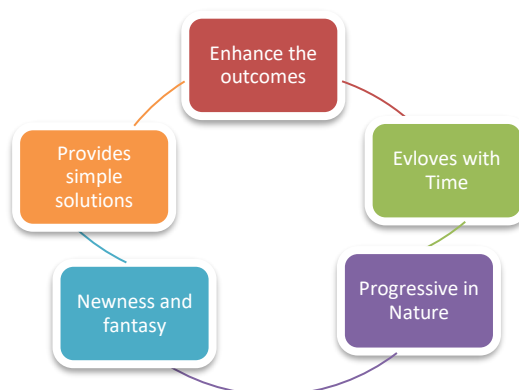 Enhance the
outcomes
Evloves with
Time
Progressive in
Nature
Newness and
fantasy
Provides
simple
solutions